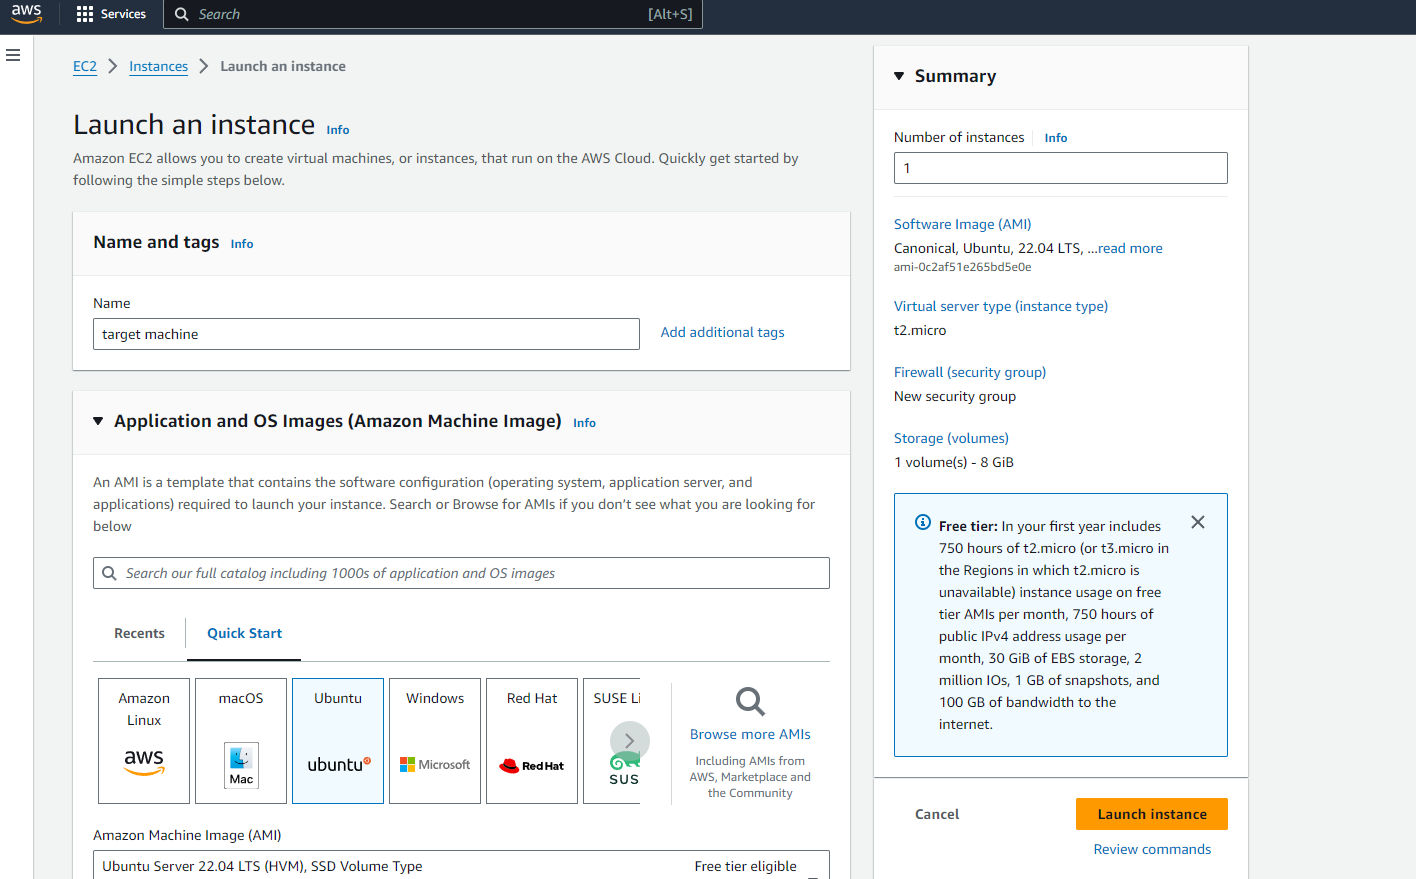 aws
Services
Search
[Alt+S]
EC2
Instances
Launch an instance
Launch an instance
Info
Amazon EC2 allows you to create virtual machines, or instances, that run on the AWS Cloud. Quickly get started by
following the simple steps below.
Name and tags
Info
Name
target machine
Add additional tags
Application and OS Images (Amazon Machine Image)
Info
An AMI is a template that contains the software configuration (operating system, application server, and
applications) required to launch your instance. Search or Browse for AMIs if you don’t see what you are looking for
below
Search our full catalog including 1000s of application and OS images
Recents
Quick Start
Amazon
Linux
aws
macOS
Mac
Ubuntu
ubuntu
Windows
Microsoft
Red Hat
Red Hat
SUSE Li
SUS
Browse more AMIs
Including AMIs from
AWS, Marketplace and
the Community
Amazon Machine Image (AMI)
Ubuntu Server 22.04 LTS (HVM), SSD Volume Type
Free tier eligible
Summary
Number of instances
Info
1
Software Image (AMI)
Canonical, Ubuntu, 22.04 LTS, ...read more
ami-0c2af51e265bd5e0e
Virtual server type (instance type)
t2.micro
Firewall (security group)
New security group
Storage (volumes)
1 volume(s) - 8 GiB
Free tier: In your first year includes
750 hours of t2.micro (or t3.micro in
the Regions in which t2.micro is
unavailable) instance usage on free
tier AMIs per month, 750 hours of
public IPv4 address usage per
month, 30 GiB of EBS storage, 2
million IOs, 1 GB of snapshots, and
100 GB of bandwidth to the
internet.
Cancel
Launch instance
Review commands